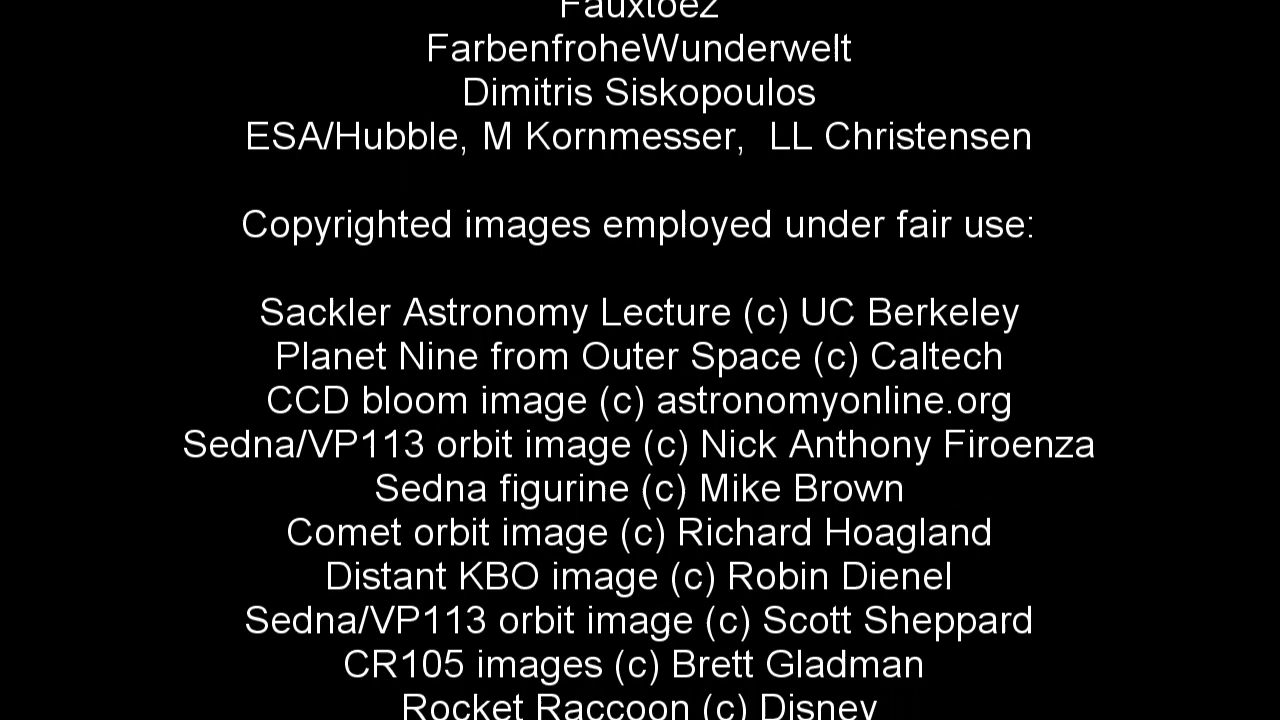 Fauxtoez
FarbenfroheWunderwelt
Dimitris Siskopoulos
ESA/Hubble, M Kornmesser,  LL Christensen
Copyrighted images employed under fair use:
Sackler Astronomy Lecture (c) UC Berkeley
Planet Nine from Outer Space (c) Caltech
CCD bloom image (c) astronomyonline.org
Sedna/VP113 orbit image (c) Nick Anthony Firoenza
Sedna figurine (c) Mike Brown
Comet orbit image (c) Richard Hoagland
Distant KBO image (c) Robin Dienel
Sedna/VP113 orbit image (c) Scott Sheppard
CR105 images (c) Brett Gladman
Rocket Raccoon (c) Disney